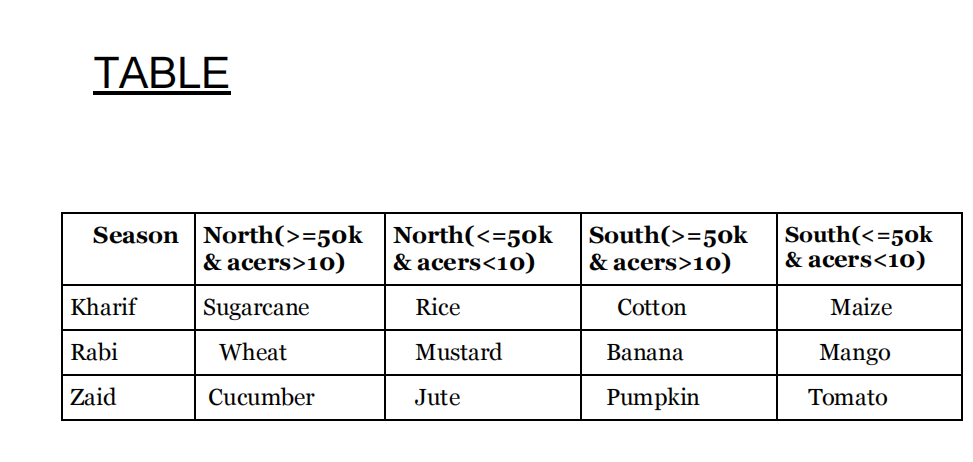 TABLE
Season North(>=50k & acers>10) North(<=50k & acers<10) South(>=50k & acers>10) South(<=50k & acers<10)
Kharif Sugarcane Rice Cotton Maize
Rabi Wheat Mustard Banana Mango
Zaid Cucumber Jute Pumpkin Tomato